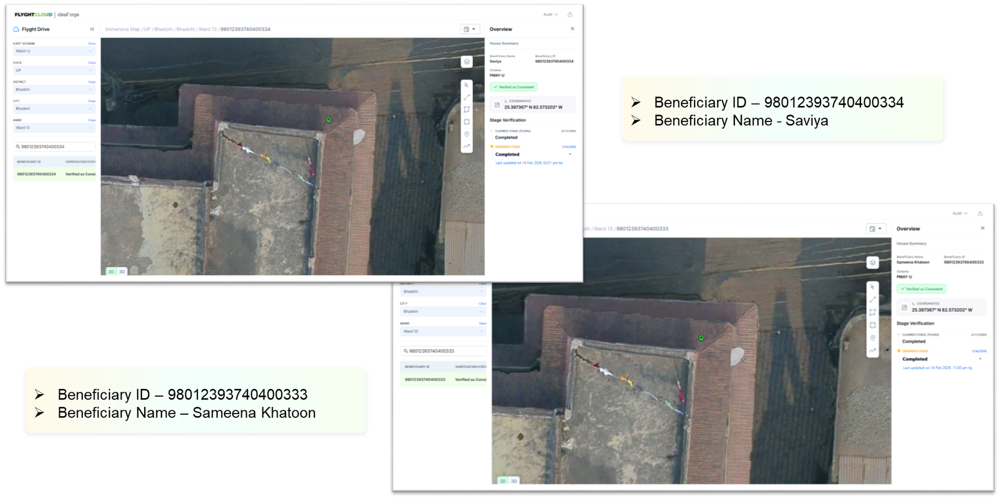 FLYGHTCLOUD | ideaForge
Audit
Flyght Drive
Immersive Map / UP / Bhadohi / Bhadohi / Ward 13 / 98012393740400334
AUDIT SCHEME Clear
PMAY-U
STATE Clear
UP
DISTRICT Clear
Bhadohi
CITY Clear
Bhadohi
WARD Clear
Ward 13
98012393740400334
BENEFICIARY ID VERIFICATION STAT
98012393740400334 Verified as Consi
2D 3D
Overview
House Summary
Beneficiary Name Beneficiary ID
Saviya 98012393740400334
Scheme
PMAY-U
Verified as Consistent
COORDINATES
25.397367° N 82.573202° W
Stage Verification
CLAIMED STAGE (FILING) 2/11/2026
Completed
OBSERVED STAGE 2/14/2026
Completed
Last updated on 14 Feb 2026, 02:51 pm by
➢ Beneficiary ID – 98012393740400334
➢ Beneficiary Name - Saviya
Audit
ohi / Ward 13 / 98012393740400333
DISTRICT Clear
Bhadohi
CITY Clear
Bhadohi
WARD Clear
Ward 13
98012393740400333
BENEFICIARY ID VERIFICATION STAT
98012393740400333 Verified as Consi
2D 3D
Overview
House Summary
Beneficiary Name Beneficiary ID
Sameena Khatoon 98012393740400333
Scheme
PMAY-U
Verified as Consistent
COORDINATES
25.397367° N 82.573202° W
Stage Verification
CLAIMED STAGE (FILING) 2/11/2026
Completed
OBSERVED STAGE 2/14/2026
Completed
Last updated on 14 Feb 2026, 11:00 am by
➢ Beneficiary ID – 98012393740400333
➢ Beneficiary Name – Sameena Khatoon